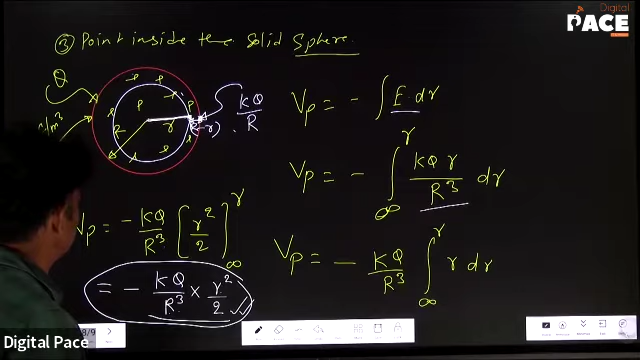 Digital
PACE
③ Point inside the solid Sphere.
Q
/m³
R
r
(R-r)
KQ/R
Vp = - ∫ E dr
Vp = - ∫_∞^r KQ r/R³ dr
Vp = - KQ/R³ ∫_∞^r r dr
Vp = -KQ/R³ [r²/2]_∞^r
= - KQ/R³ × r²/2
Digital Pace